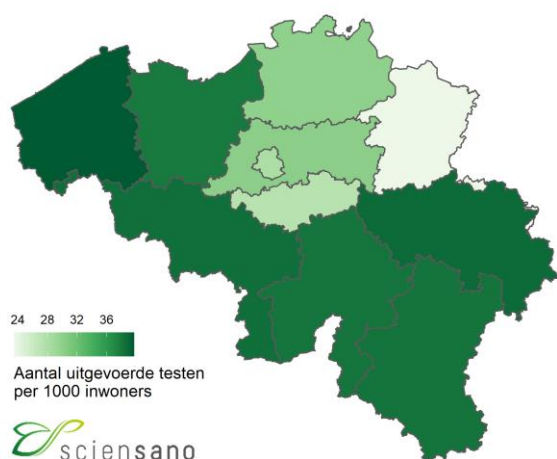 24 28 32 36
Aantal uitgevoerde testen
per 1000 inwoners
sciensano